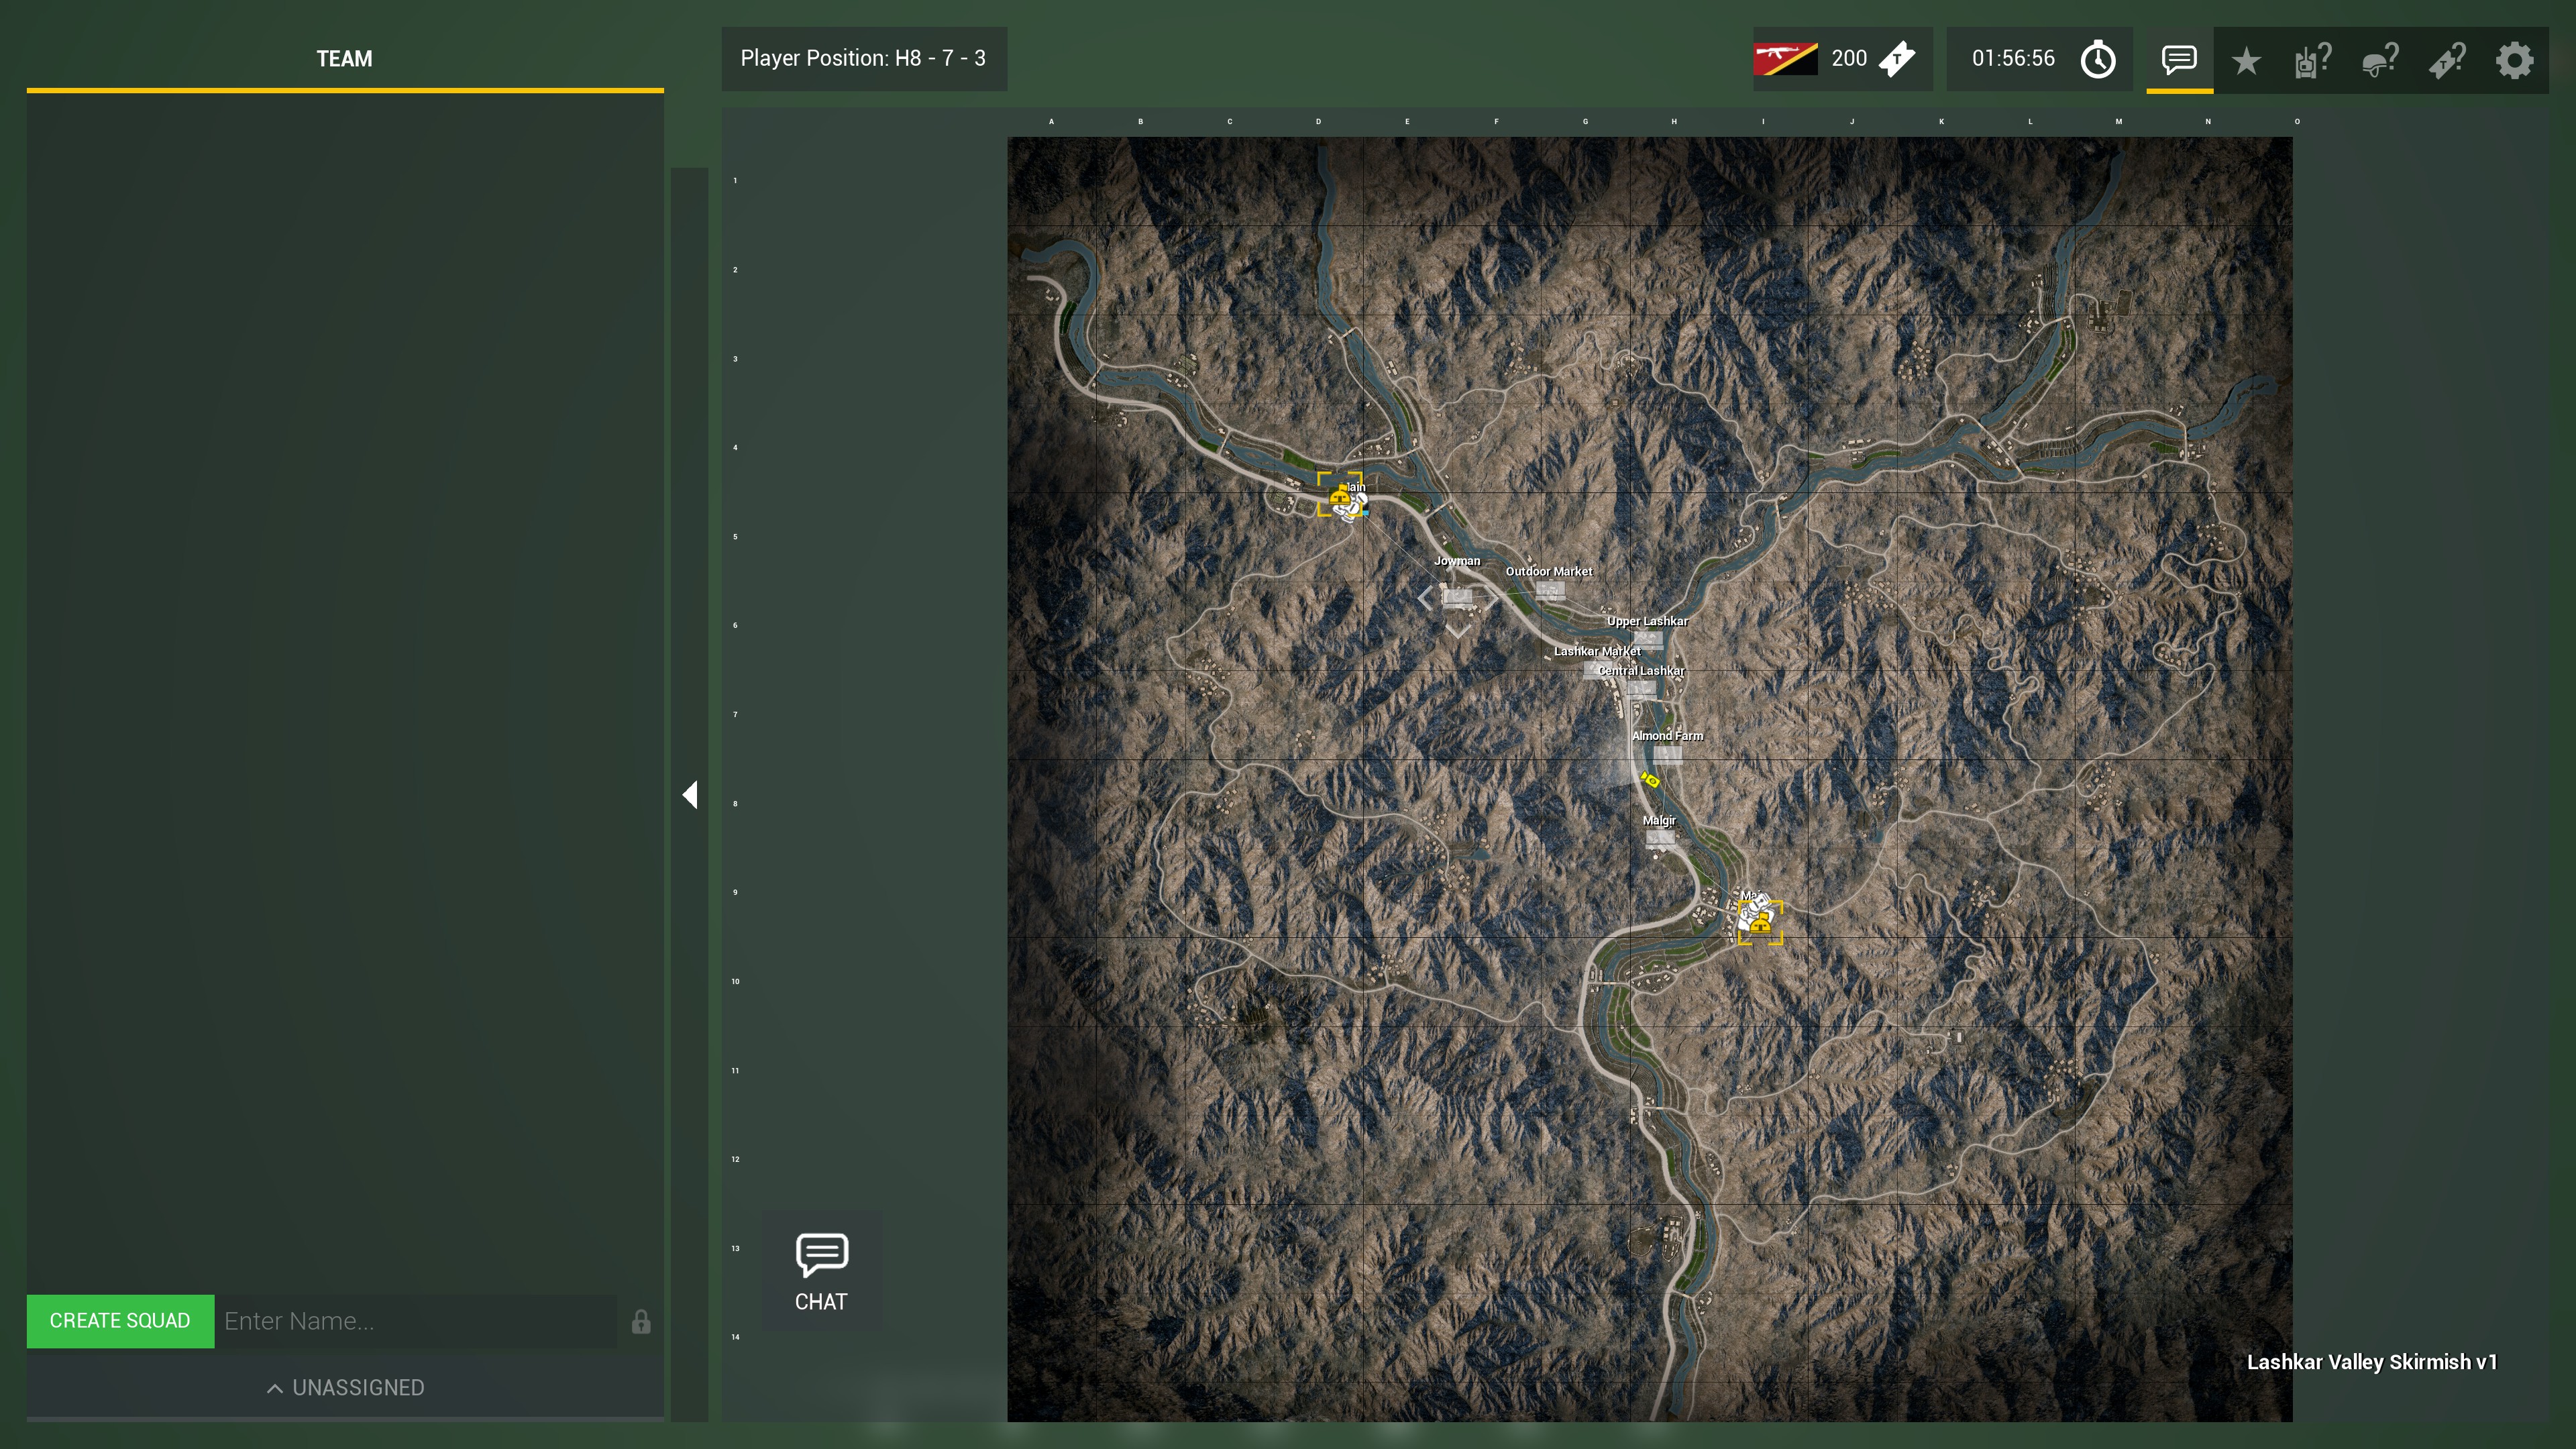 TEAM
Player Position: H8 - 7 - 3
200
T
01:56:56
A B C D E F G H I J K L M N O
1
2
3
4
Main
5
Jowman
Outdoor Market
6
Upper Lashkar
Lashkar Market
Central Lashkar
7
Almond Farm
8
Malgir
9
Main
10
11
12
13
CHAT
CREATE SQUAD Enter Name...
14
Lashkar Valley Skirmish v1
UNASSIGNED